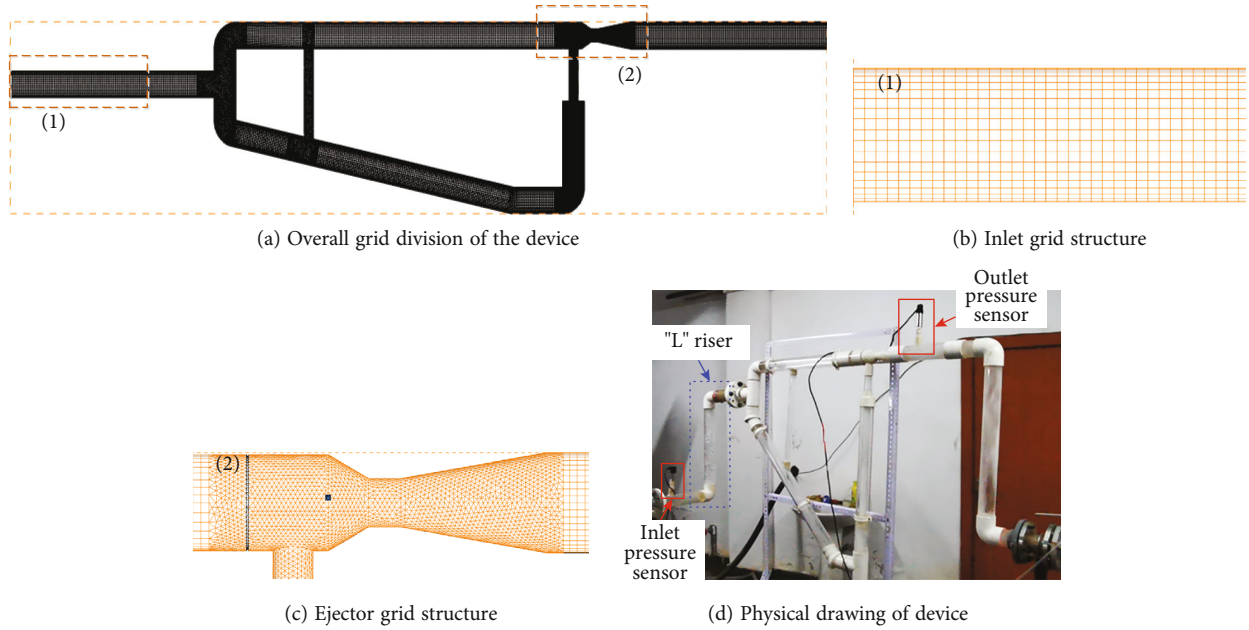 (1)
(2)
(a) Overall grid division of the device
(1)
(b) Inlet grid structure
(2)
(c) Ejector grid structure
Outlet
pressure
sensor
"L" riser
Inlet
pressure
sensor
(d) Physical drawing of device